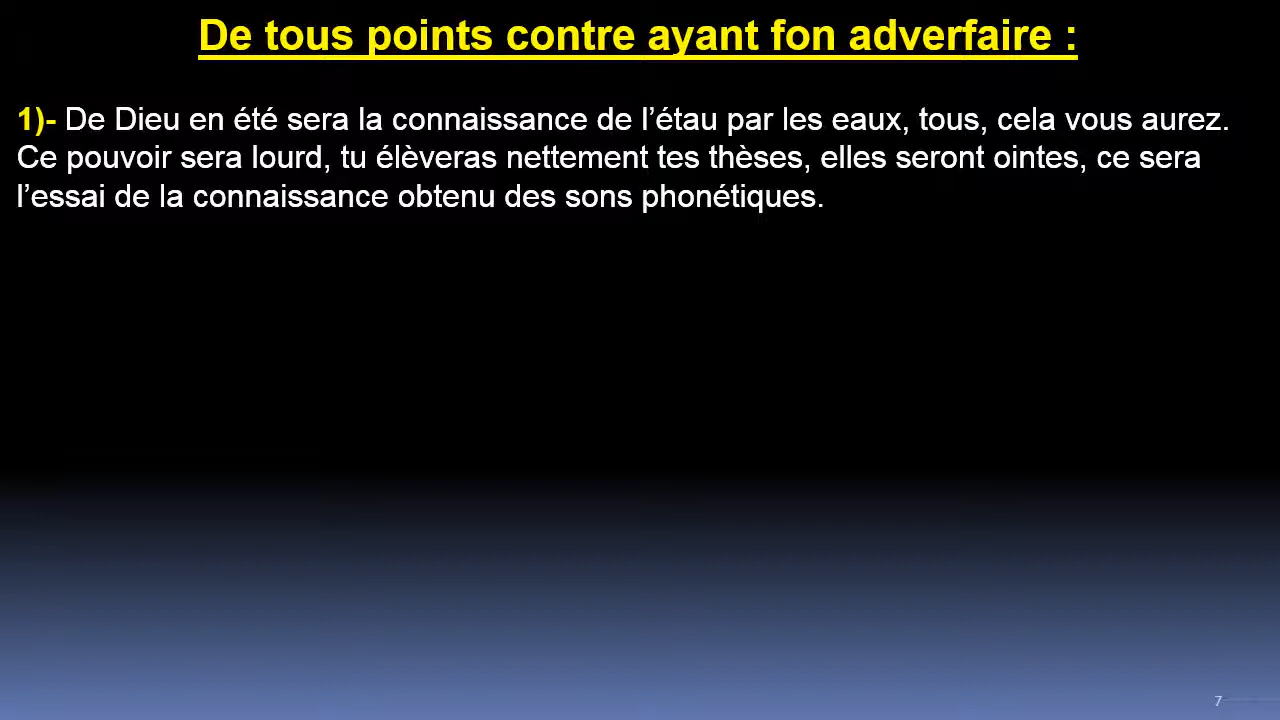 De tous points contre ayant fon adverfaire :
1)- De Dieu en été sera la connaissance de l’étau par les eaux, tous, cela vous aurez.
Ce pouvoir sera lourd, tu élèveras nettement tes thèses, elles seront ointes, ce sera
l’essai de la connaissance obtenu des sons phonétiques.
7